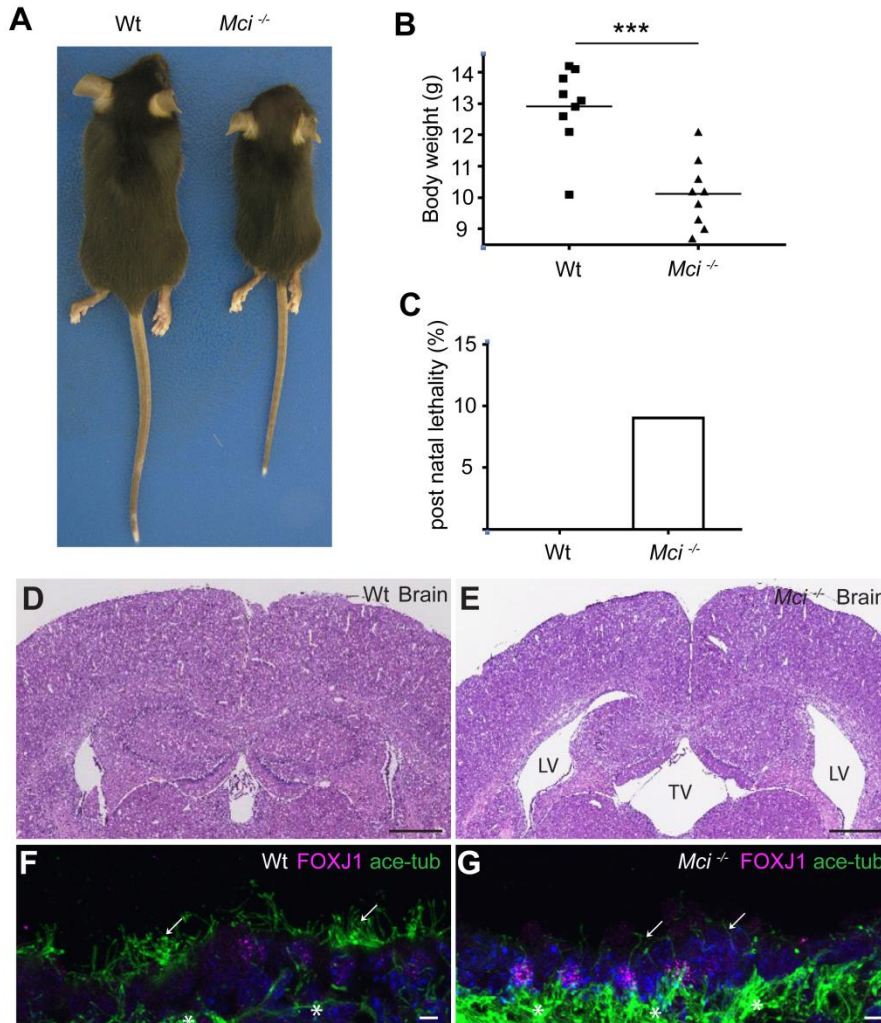 A
Wt Mci -/-
B
***
Body weight (g)
14
13
12
11
10
9
Wt Mci -/-
C
post natal lethality (%)
15
10
5
Wt Mci -/-
D Wt Brain
E Mci -/- Brain
LV
TV
LV
F Wt FOXJ1 ace-tub
* *
G Mci -/- FOXJ1 ace-tub
* * *